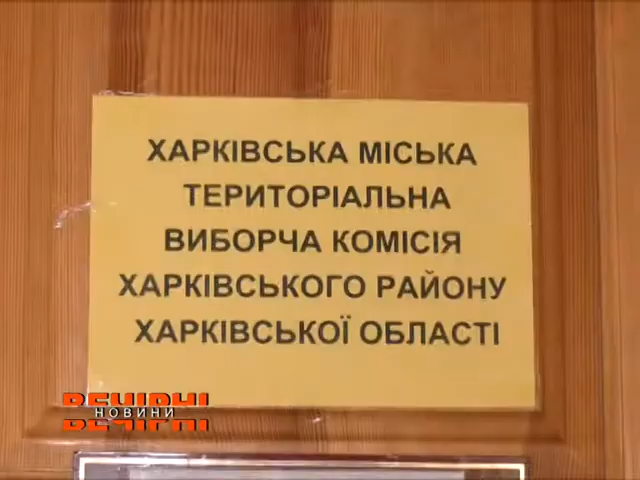 ХАРКІВСЬКА МІСЬКА
ТЕРИТОРІАЛЬНА
ВИБОРЧА КОМІСІЯ
ХАРКІВСЬКОГО РАЙОНУ
ХАРКІВСЬКОЇ ОБЛАСТІ
ВЕЧІРНІ
НОВИНИ